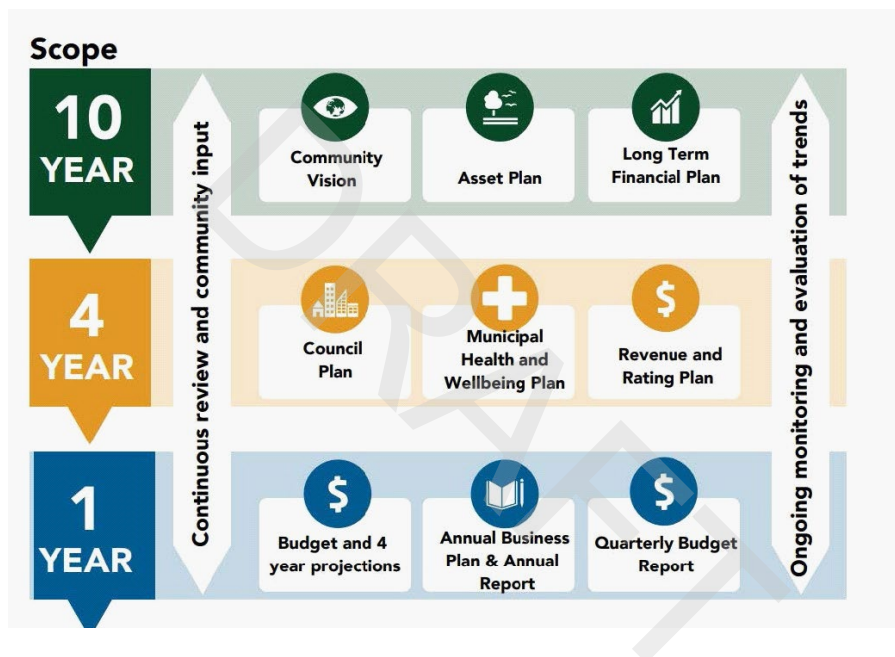 Scope
10
YEAR
Continuous review and community input
Community
Vision
Asset Plan
Long Term
Financial Plan
Ongoing monitoring and evaluation of trends
4
YEAR
Council
Plan
Municipal
Health and
Wellbeing Plan
$
Revenue and
Rating Plan
1
YEAR
$
Budget and 4
year projections
Annual Business
Plan & Annual
Report
$
Quarterly Budget
Report
DRAFT